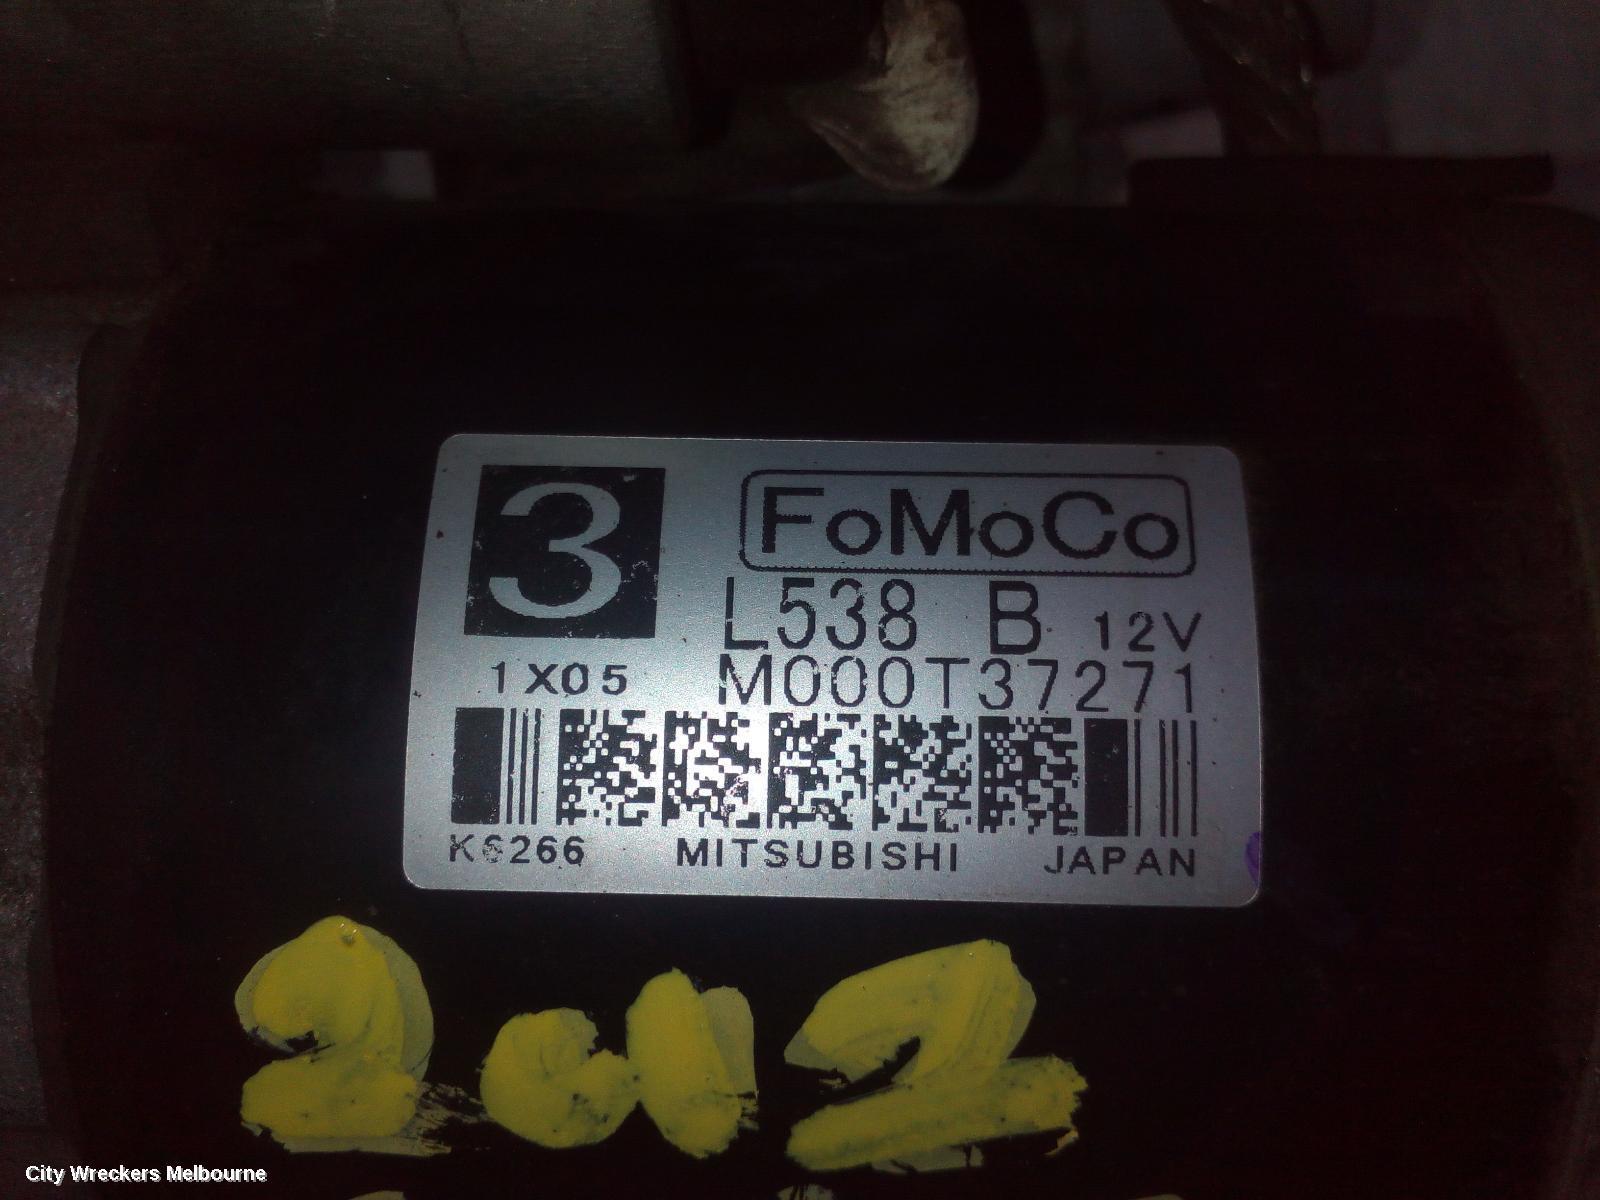 3
FoMoCo
L538 B 12V
1X05 M000T37271
K6266 MITSUBISHI JAPAN
2012
City Wreckers Melbourne